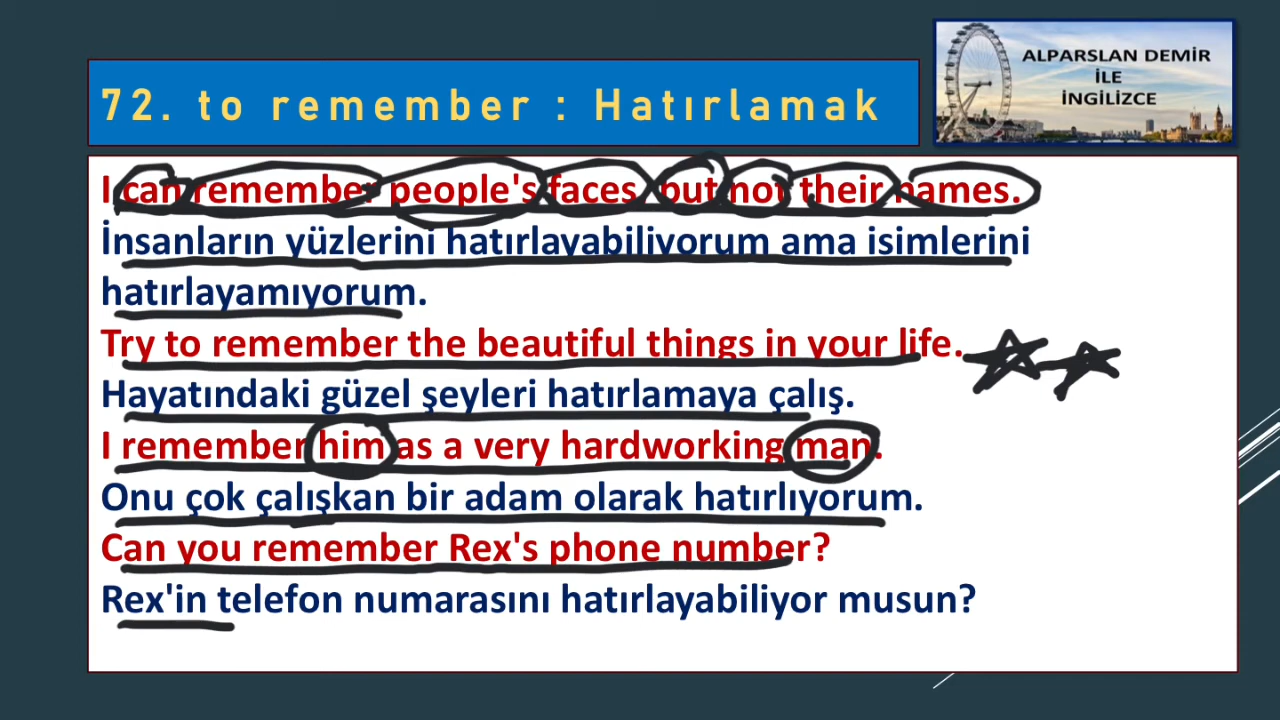 72. to remember : Hatırlamak
ALPARSLAN DEMİR
İLE
İNGİLİZCE
I can remember people's faces but not their names.
İnsanların yüzlerini hatırlayabiliyorum ama isimlerini
hatırlayamıyorum.
Try to remember the beautiful things in your life.
Hayatındaki güzel şeyleri hatırlamaya çalış.
I remember him as a very hardworking man.
Onu çok çalışkan bir adam olarak hatırlıyorum.
Can you remember Rex's phone number?
Rex'in telefon numarasını hatırlayabiliyor musun?